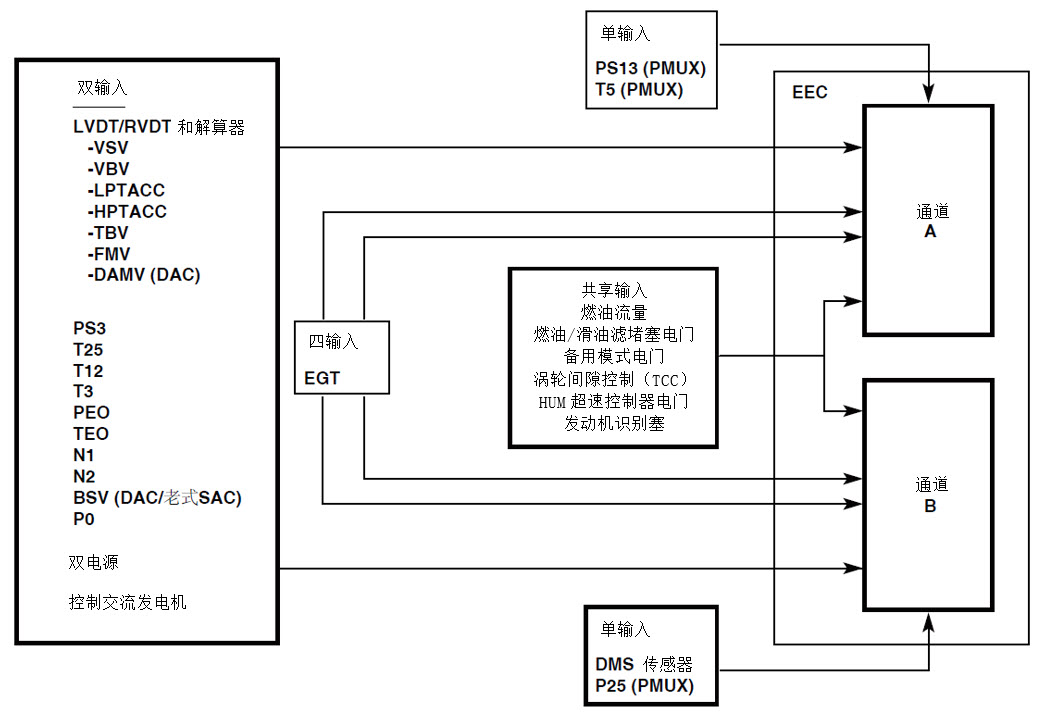 双输入
LVDT/RVDT 和解算器
-VSV
-VBV
-LPTACC
-HPTACC
-TBV
-FMV
-DAMV (DAC)
PS3
T25
T12
T3
PEO
TEO
N1
N2
BSV (DAC/老式SAC)
P0
双电源
控制交流发电机
四输入
EGT
单输入
PS13 (PMUX)
T5 (PMUX)
共享输入
燃油流量
燃油/滑油滤堵塞电门
备用模式电门
涡轮间隙控制（TCC）
HUM 超速控制器电门
发动机识别塞
单输入
DMS 传感器
P25 (PMUX)
EEC
通道
A
通道
B